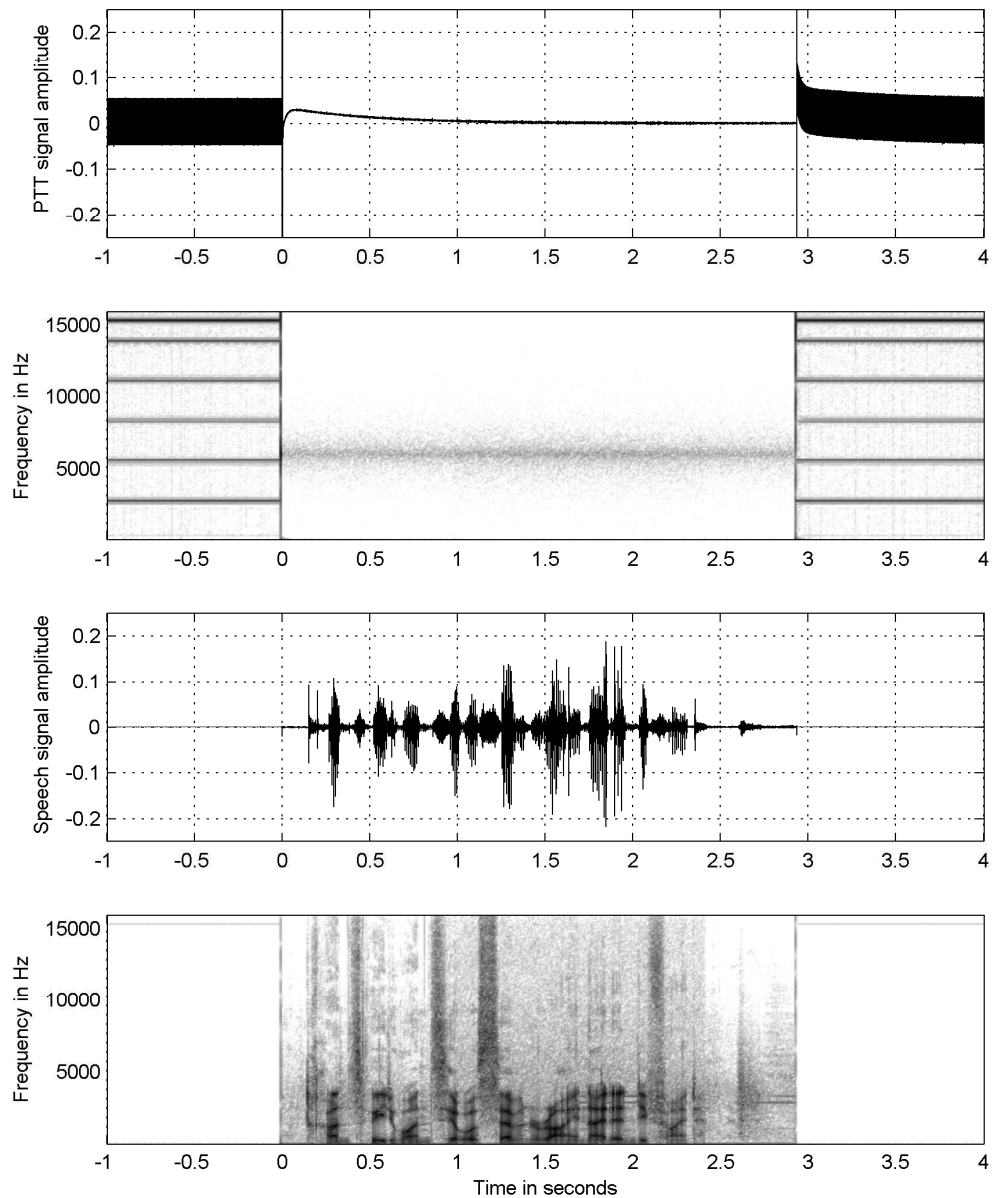 PTT signal amplitude
0.2
0.1
0
-0.1
-0.2
-1 -0.5 0 0.5 1 1.5 2 2.5 3 3.5 4
Frequency in Hz
15000
10000
5000
-1 -0.5 0 0.5 1 1.5 2 2.5 3 3.5 4
Speech signal amplitude
0.2
0.1
0
-0.1
-0.2
-1 -0.5 0 0.5 1 1.5 2 2.5 3 3.5 4
Frequency in Hz
15000
10000
5000
-1 -0.5 0 0.5 1 1.5 2 2.5 3 3.5 4
Time in seconds